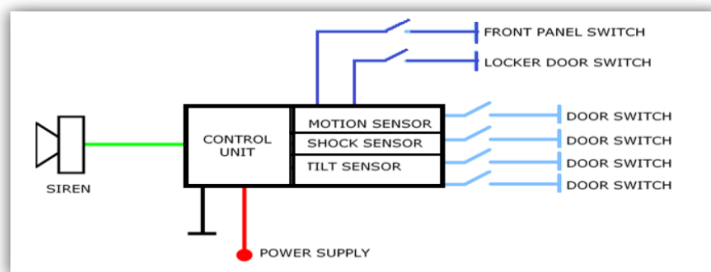 FRONT PANEL SWITCH
LOCKER DOOR SWITCH
MOTION SENSOR
DOOR SWITCH
CONTROL
UNIT
SHOCK SENSOR
DOOR SWITCH
TILT SENSOR
DOOR SWITCH
DOOR SWITCH
SIREN
POWER SUPPLY